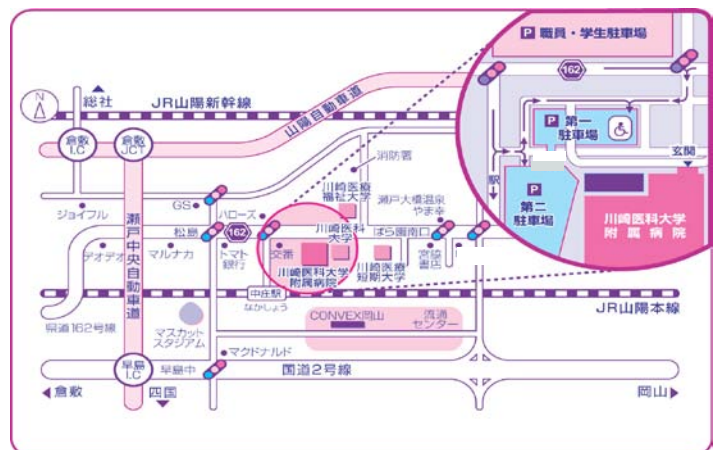 P 職員・学生駐車場
162
P 第一
駐車場
玄関
駅
P
第二
駐車場
川崎医科大学
附属病院
N
総社
JR山陽新幹線
山陽自動車道
倉敷
I.C
倉敷
JCT
消防署
川崎医療
福祉大学
瀬戸大橋温泉
やま幸
GS
ジョイフル
ハローズ
川崎医科
大学
松島
162
ばら園南口
デオデオ
マルナカ
トマト
銀行
交番
川崎医科大学
附属病院
川崎医療
短期大学
宮脇
書店
瀬戸中央自動車道
中庄駅
なかしょう
JR山陽本線
県道162号線
マスカット
スタジアム
CONVEX岡山
流通
センター
マクドナルド
早島
I.C
早島中
国道2号線
倉敷
四国
岡山